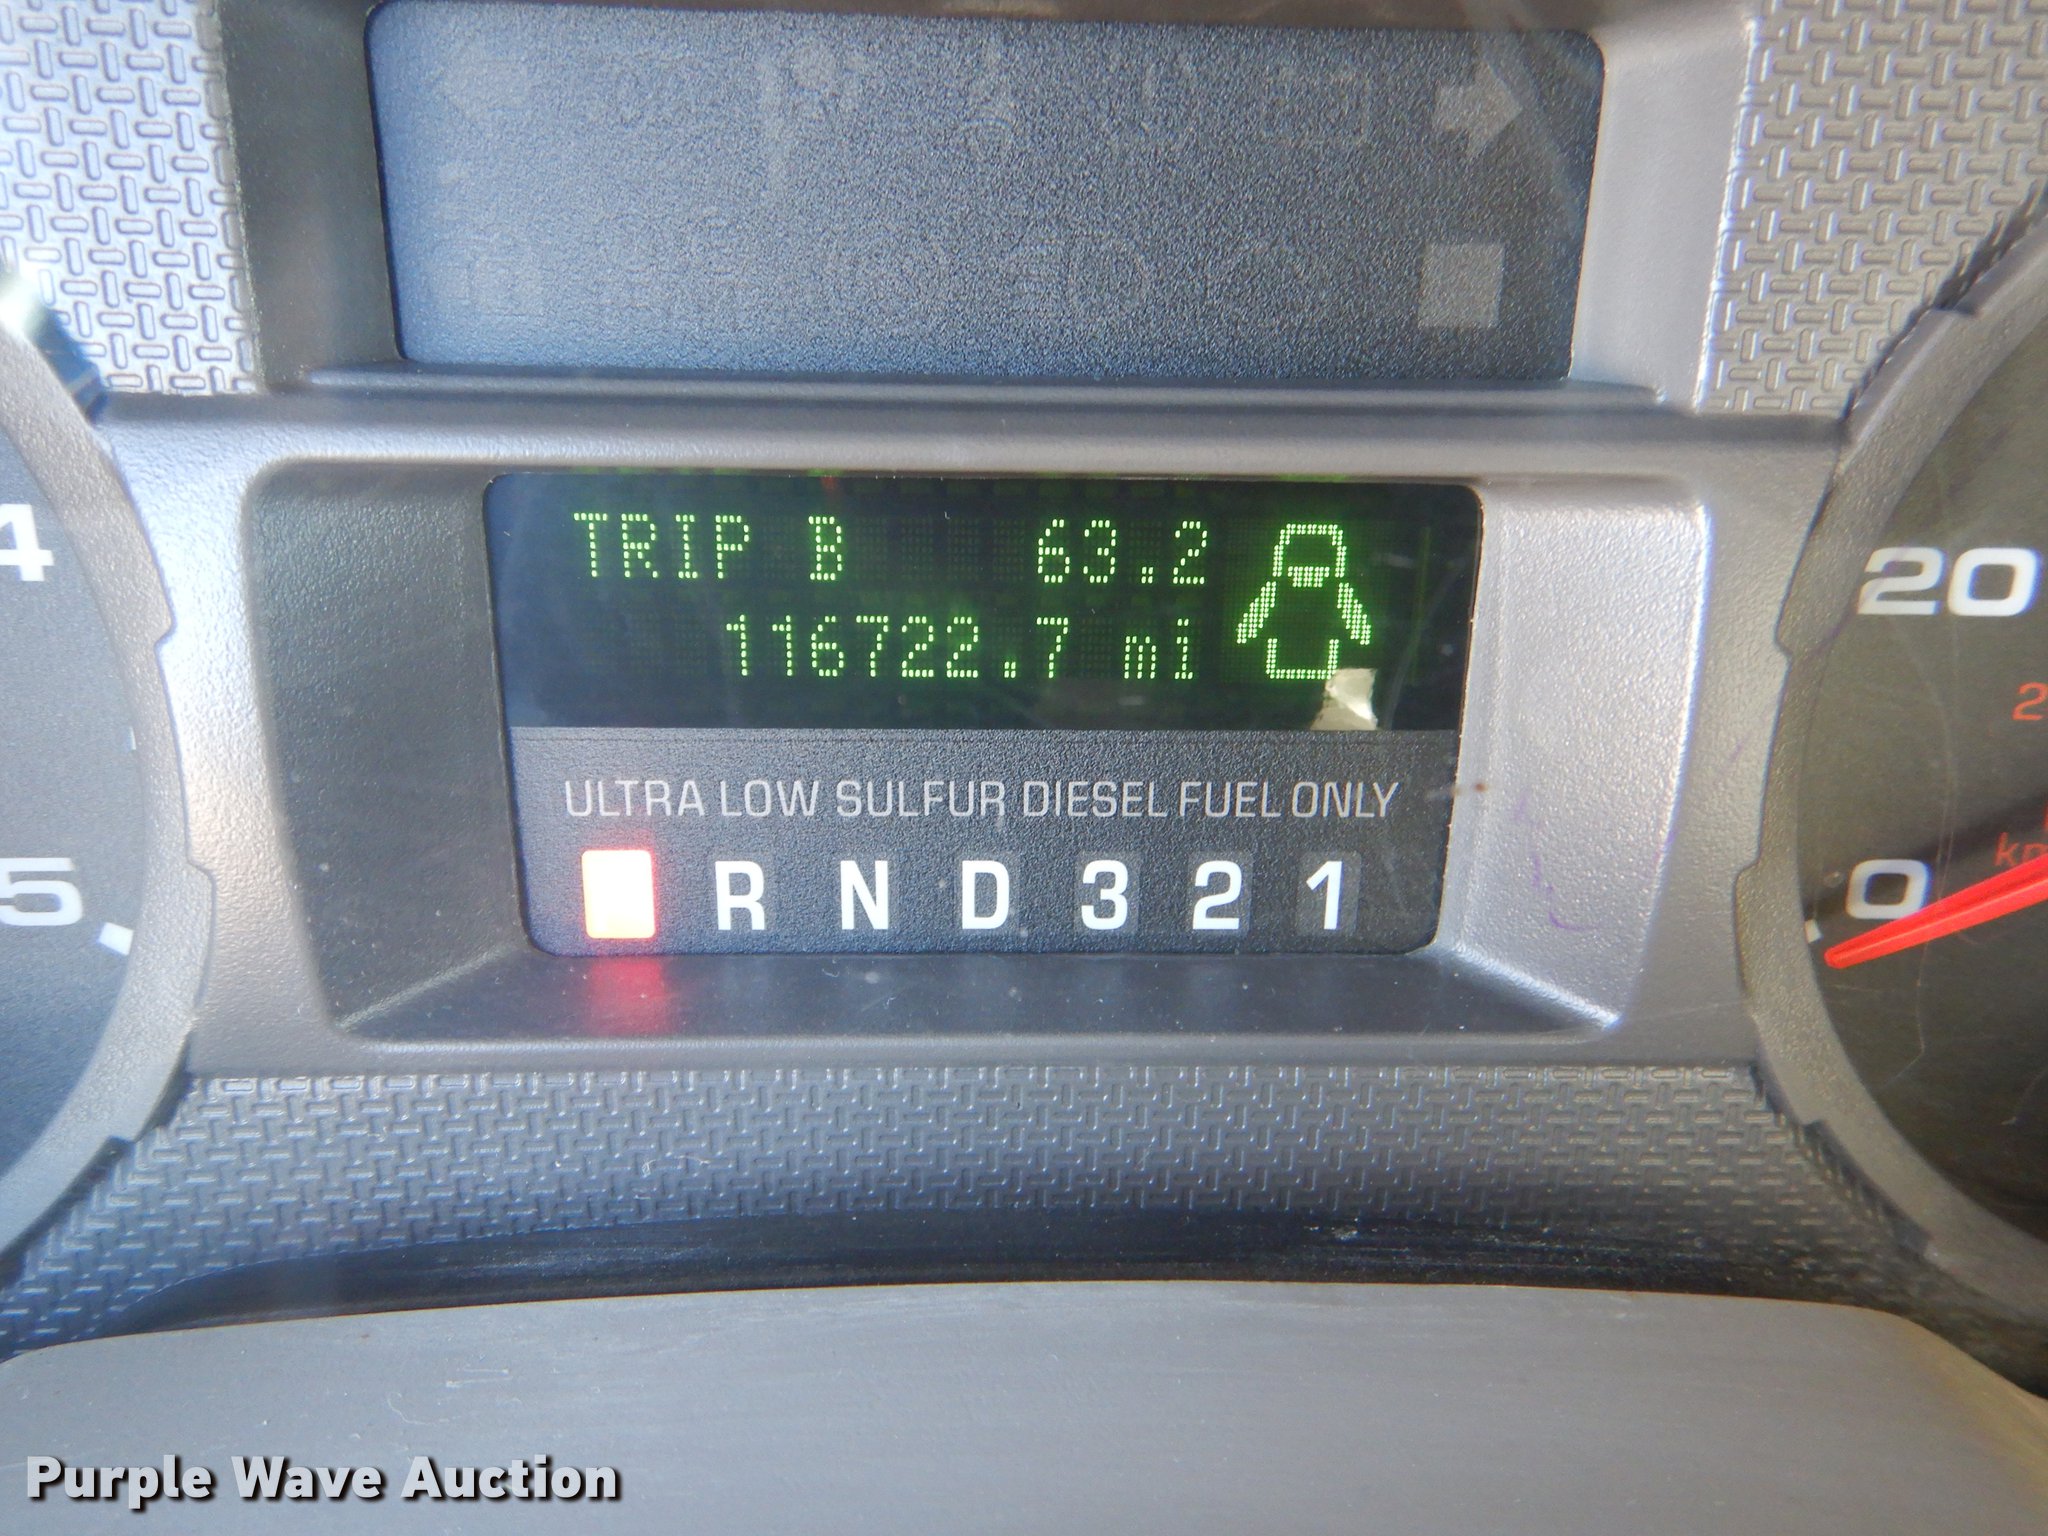 TRIP B 63.2
116722.7 mi
ULTRA LOW SULFUR DIESEL FUEL ONLY
R N D 3 2 1
4
5
20
0
Purple Wave Auction